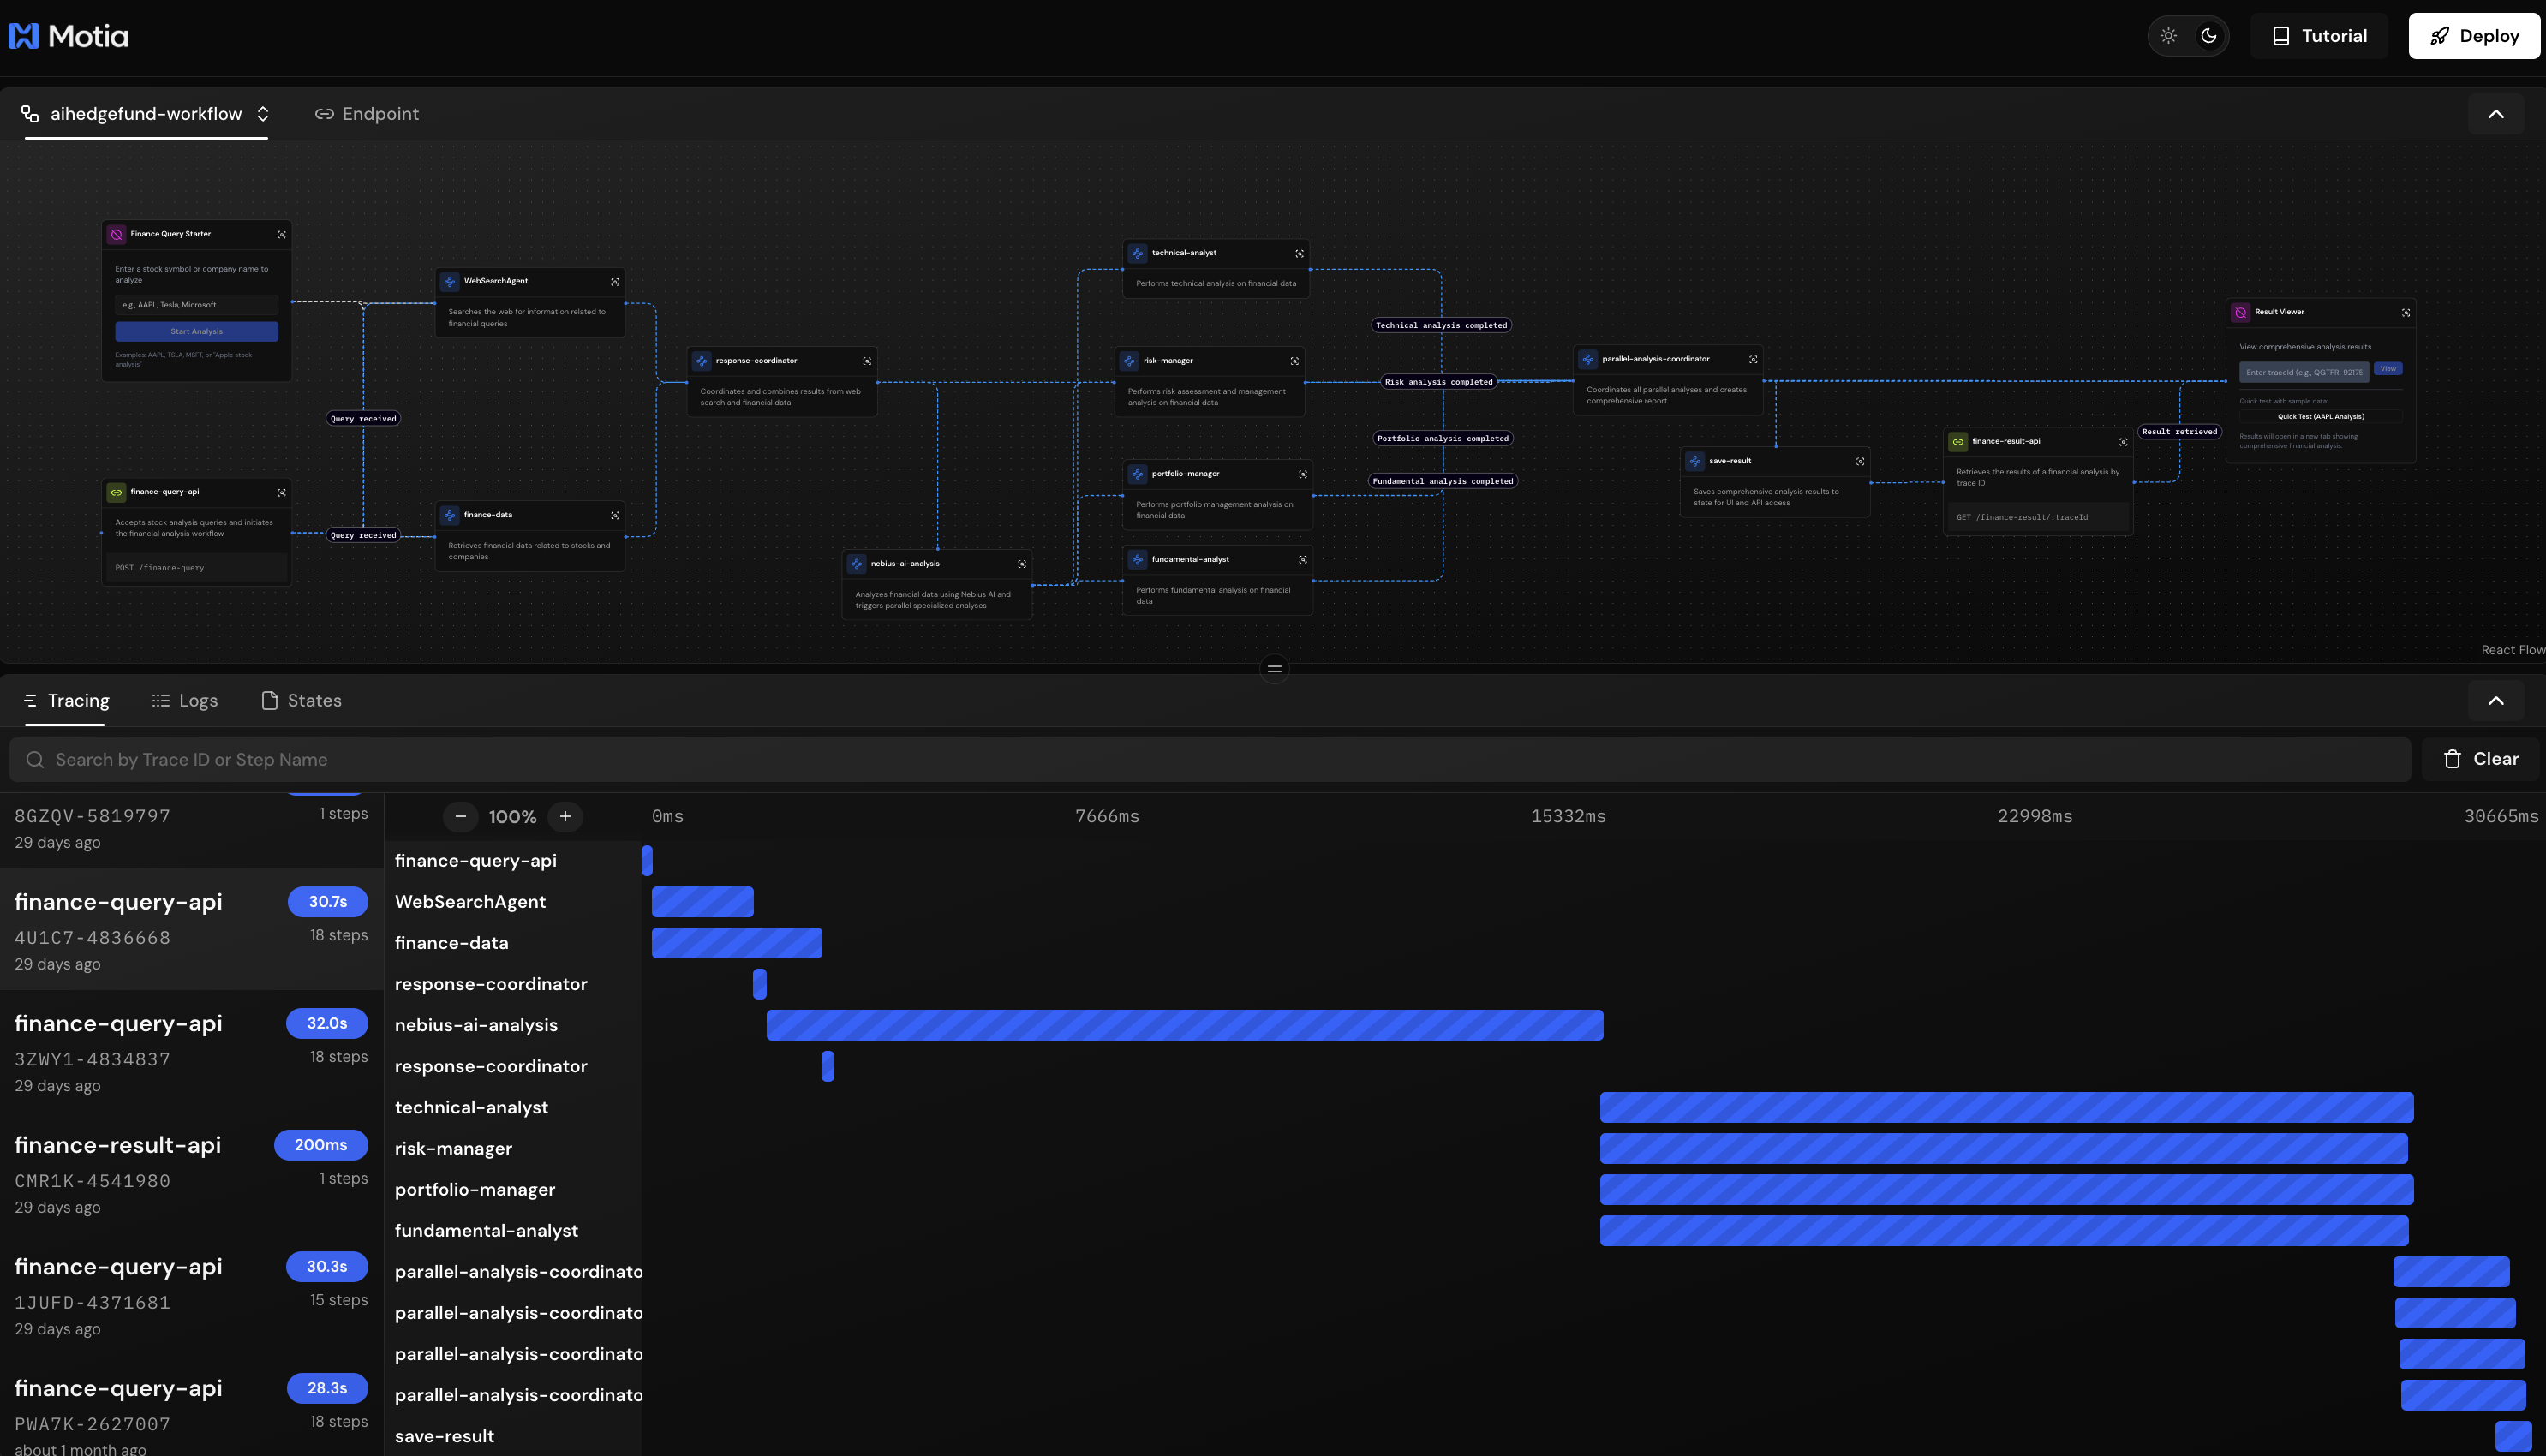 Motia
Tutorial
Deploy
aihedgefund-workflow
Endpoint
Finance Query Starter
Enter a stock symbol or company name to
analyze
e.g., AAPL, Tesla, Microsoft
Start Analysis
Examples: AAPL, TSLA, MSFT, or "Apple stock
analysis"
Query received
finance-query-api
Accepts stock analysis queries and initiates
the financial analysis workflow
POST /finance-query
Query received
WebSearchAgent
Searches the web for information related to
financial queries
finance-data
Retrieves financial data related to stocks and
companies
response-coordinator
Coordinates and combines results from web
search and financial data
nebius-ai-analysis
Analyzes financial data using Nebius AI and
triggers parallel specialized analyses
technical-analyst
Performs technical analysis on financial data
risk-manager
Performs risk assessment and management
analysis on financial data
portfolio-manager
Performs portfolio management analysis on
financial data
fundamental-analyst
Performs fundamental analysis on financial
data
Technical analysis completed
Risk analysis completed
Portfolio analysis completed
Fundamental analysis completed
parallel-analysis-coordinator
Coordinates all parallel analyses and creates
comprehensive report
save-result
Saves comprehensive analysis results to
state for UI and API access
finance-result-api
Retrieves the results of a financial analysis by
trace ID
GET /finance-result/:traceId
Result retrieved
Result Viewer
View comprehensive analysis results
Enter traceId (e.g., QGTFR-92175
View
Quick test with sample data:
Quick Test (AAPL Analysis)
Results will open in a new tab showing
comprehensive financial analysis.
React Flow
Tracing
Logs
States
Search by Trace ID or Step Name
Clear
8GZQV-5819797
1 steps
29 days ago
finance-query-api
30.7s
4U1C7-4836668
18 steps
29 days ago
finance-query-api
32.0s
3ZWY1-4834837
18 steps
29 days ago
finance-result-api
200ms
CMR1K-4541980
1 steps
29 days ago
finance-query-api
30.3s
1JUFD-4371681
15 steps
29 days ago
finance-query-api
28.3s
PWA7K-2627007
18 steps
about 1 month ago
100%
0ms
7666ms
15332ms
22998ms
30665ms
finance-query-api
WebSearchAgent
finance-data
response-coordinator
nebius-ai-analysis
response-coordinator
technical-analyst
risk-manager
portfolio-manager
fundamental-analyst
parallel-analysis-coordinato
parallel-analysis-coordinato
parallel-analysis-coordinato
parallel-analysis-coordinato
save-result